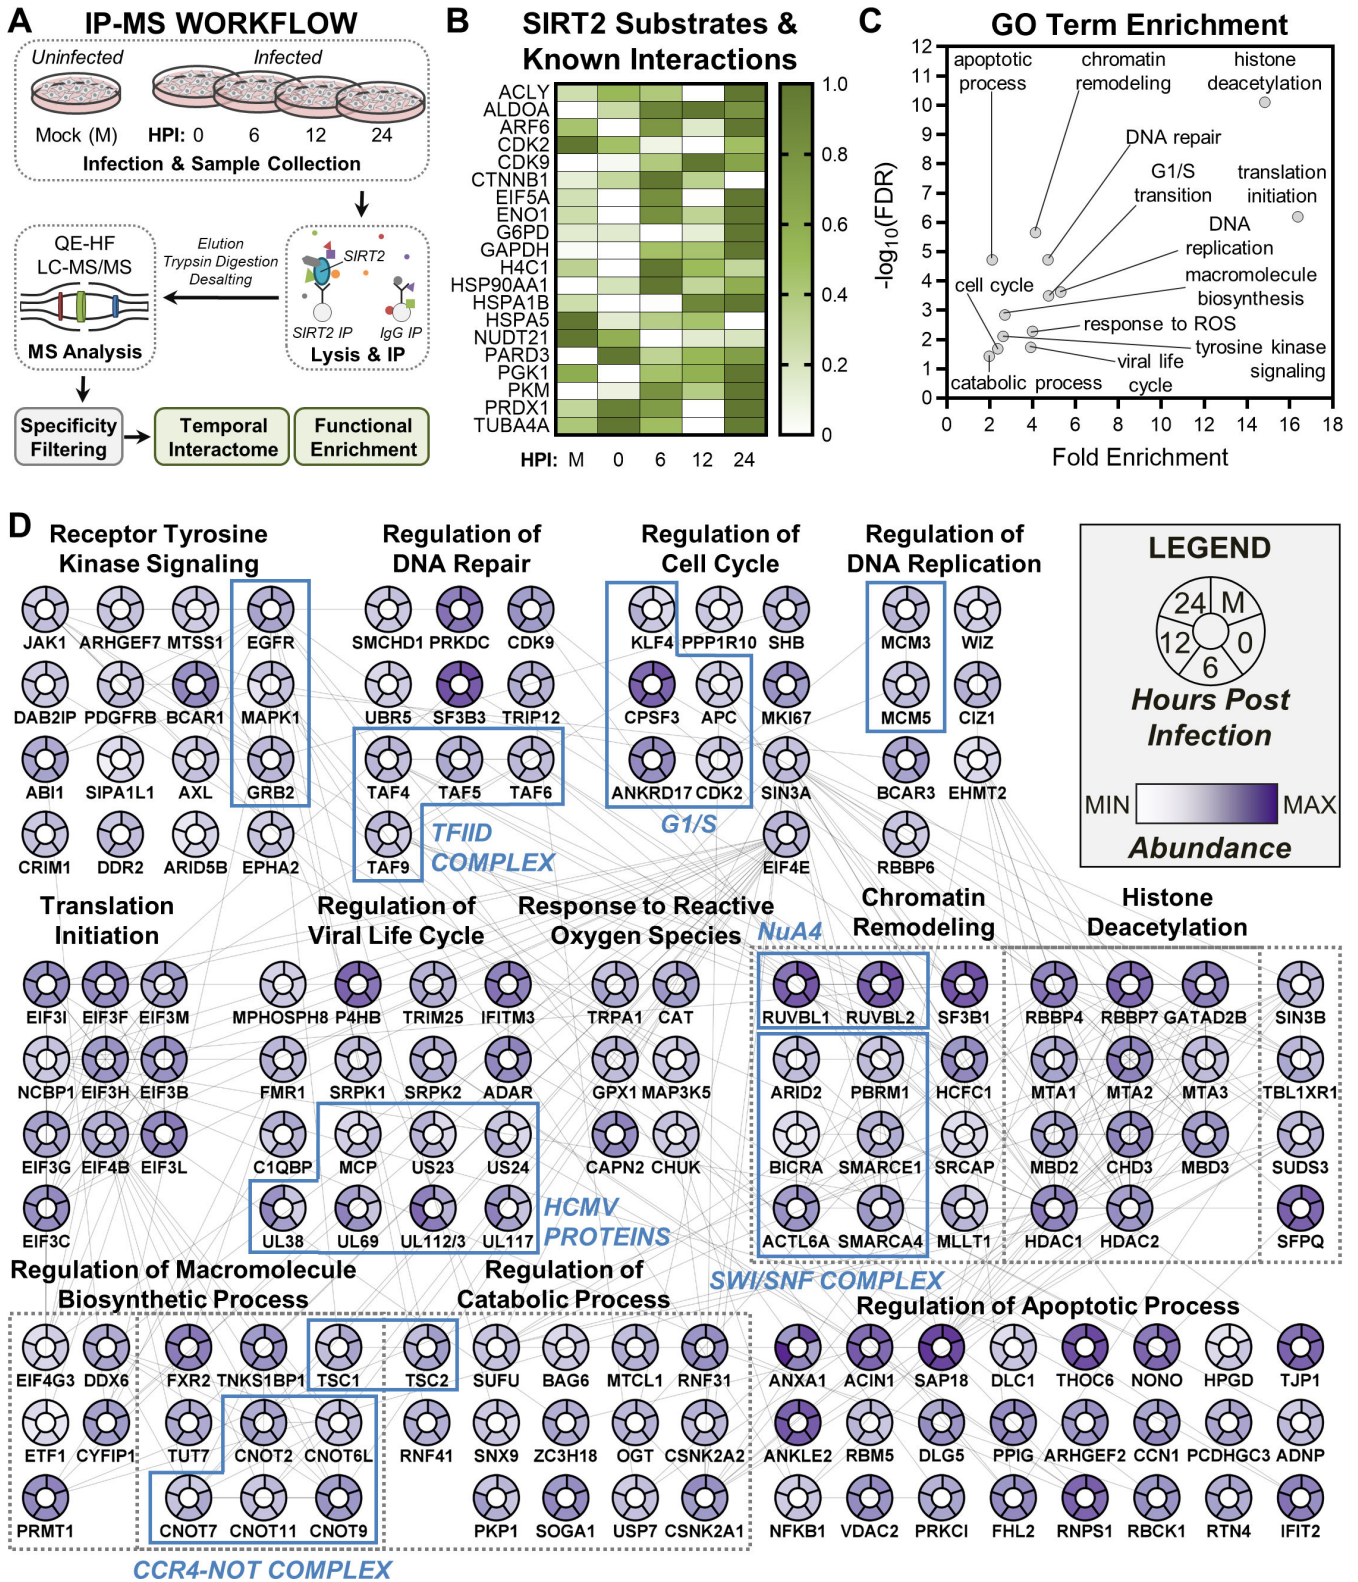 A IP-MS WORKFLOW
Uninfected Infected
Mock (M) HPI: 0 6 12 24
Infection & Sample Collection
QE-HF
LC-MS/MS
MS Analysis
Elution
Trypsin Digestion
Desalting
SIRT2
SIRT2 IP IgG IP
Lysis & IP
Specificity
Filtering
Temporal
Interactome
Functional
Enrichment
B SIRT2 Substrates &
Known Interactions
ACLY
ALDOA
ARF6
CDK2
CDK9
CTNNB1
EIF5A
ENO1
G6PD
GAPDH
H4C1
HSP90AA1
HSPA1B
HSPA5
NUDT21
PARD3
PGK1
PKM
PRDX1
TUBA4A
HPI: M 0 6 12 24
1.0
0.8
0.6
0.4
0.2
0
C GO Term Enrichment
-log10(FDR)
12
11
10
9
8
7
6
5
4
3
2
1
0
0 2 4 6 8 10 12 14 16 18
Fold Enrichment
apoptotic
process
chromatin
remodeling
histone
deacetylation
DNA repair
G1/S
transition
translation
initiation
DNA
replication
cell cycle
macromolecule
biosynthesis
response to ROS
tyrosine kinase
signaling
viral life
cycle
catabolic process
D
Receptor Tyrosine
Kinase Signaling
JAK1 ARHGEF7 MTSS1 EGFR
DAB2IP PDGFRB BCAR1 MAPK1
ABI1 SIPA1L1 AXL GRB2
CRIM1 DDR2 ARID5B EPHA2
Regulation of
DNA Repair
SMCHD1 PRKDC CDK9
UBR5 SF3B3 TRIP12
TAF4 TAF5 TAF6
TAF9
TFIID
COMPLEX
Regulation of
Cell Cycle
KLF4 PPP1R10 SHB
CPSF3 APC MKI67
ANKRD17 CDK2 SIN3A
G1/S
EIF4E
Regulation of
DNA Replication
MCM3 WIZ
MCM5 CIZ1
BCAR3 EHMT2
RBBP6
LEGEND
24 M
12 0
6
Hours Post
Infection
MIN MAX
Abundance
Translation
Initiation
EIF3I EIF3F EIF3M
NCBP1 EIF3H EIF3B
EIF3G EIF4B EIF3L
EIF3C
Regulation of
Viral Life Cycle
MPHOSPH8 P4HB TRIM25 IFITM3
FMR1 SRPK1 SRPK2 ADAR
C1QBP MCP US23 US24
UL38 UL69 UL112/3 UL117
HCMV
PROTEINS
Response to Reactive
Oxygen Species
TRPA1 CAT
GPX1 MAP3K5
CAPN2 CHUK
Chromatin
Remodeling
NuA4
RUVBL1 RUVBL2 SF3B1
ARID2 PBRM1 HCFC1
BICRA SMARCE1 SRCAP
ACTL6A SMARCA4 MLLT1
SWI/SNF COMPLEX
Histone
Deacetylation
RBBP4 RBBP7 GATAD2B SIN3B
MTA1 MTA2 MTA3 TBL1XR1
MBD2 CHD3 MBD3 SUDS3
HDAC1 HDAC2 SFPQ
Regulation of Macromolecule
Biosynthetic Process
EIF4G3 DDX6 FXR2 TNKS1BP1 TSC1
ETF1 CYFIP1 TUT7 CNOT2 CNOT6L
PRMT1 CNOT7 CNOT11 CNOT9
CCR4-NOT COMPLEX
Regulation of
Catabolic Process
TSC2 SUFU BAG6 MTCL1 RNF31
RNF41 SNX9 ZC3H18 OGT CSNK2A2
PKP1 SOGA1 USP7 CSNK2A1
Regulation of Apoptotic Process
ANXA1 ACIN1 SAP18 DLC1 THOC6 NONO HPGD TJP1
ANKLE2 RBM5 DLG5 PPIG ARHGEF2 CCN1 PCDHGC3 ADNP
NFKB1 VDAC2 PRKCI FHL2 RNPS1 RBCK1 RTN4 IFIT2